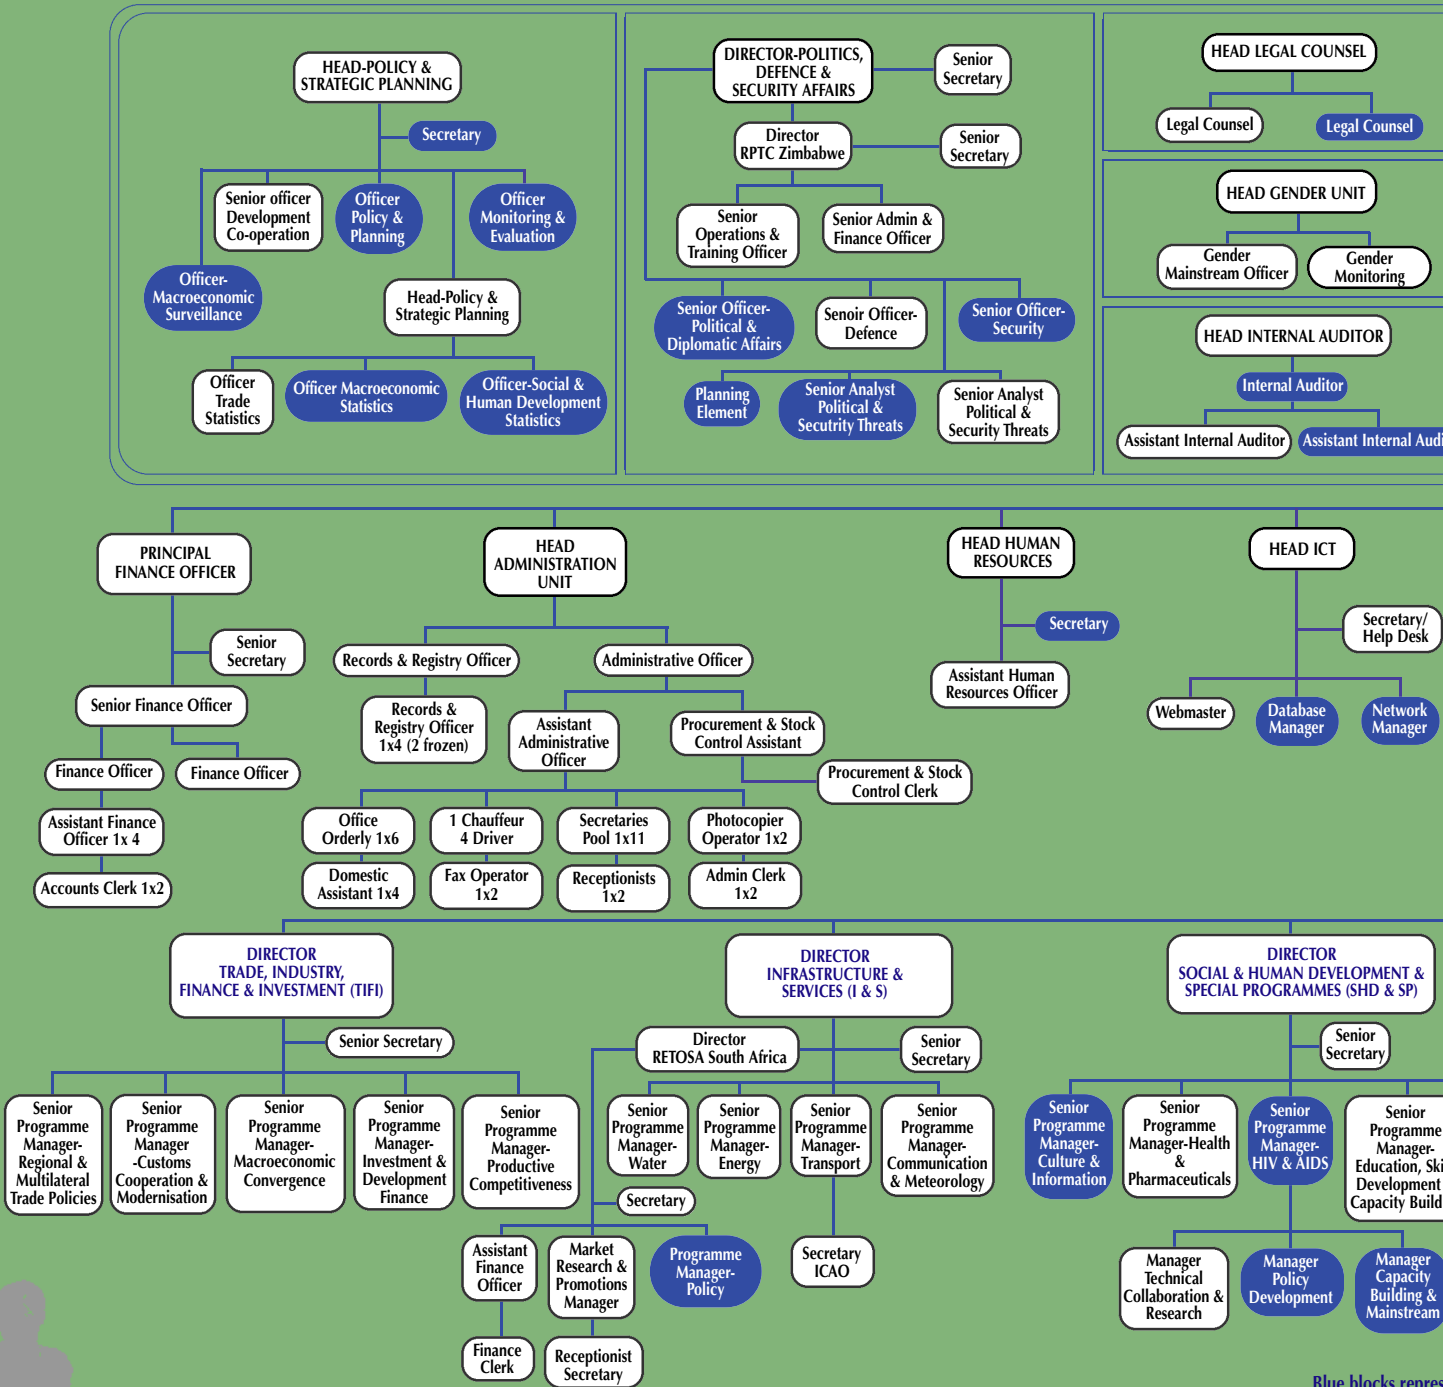 HEAD-POLICY &
STRATEGIC PLANNING
Secretary
Senior officer
Development
Co-operation
Officer
Policy &
Planning
Officer
Monitoring &
Evaluation
Officer-
Macroeconomic
Surveillance
Head-Policy &
Strategic Planning
Officer
Trade
Statistics
Officer Macroeconomic
Statistics
Officer-Social &
Human Development
Statistics
DIRECTOR-POLITICS,
DEFENCE &
SECURITY AFFAIRS
Senior
Secretary
Director
RPTC Zimbabwe
Senior
Secretary
Senior
Operations &
Training Officer
Senior Admin &
Finance Officer
Senior Officer-
Political &
Diplomatic Affairs
Senoir Officer-
Defence
Senior Officer-
Security
Planning
Element
Senior Analyst
Political &
Secutrity Threats
Senior Analyst
Political &
Security Threats
HEAD LEGAL COUNSEL
Legal Counsel
Legal Counsel
HEAD GENDER UNIT
Gender
Mainstream Officer
Gender
Monitoring
HEAD INTERNAL AUDITOR
Internal Auditor
Assistant Internal Auditor
Assistant Internal Audi
PRINCIPAL
FINANCE OFFICER
Senior
Secretary
Senior Finance Officer
Finance Officer
Finance Officer
Assistant Finance
Officer 1x 4
Accounts Clerk 1x2
HEAD
ADMINISTRATION
UNIT
Records & Registry Officer
Administrative Officer
Records &
Registry Officer
1x4 (2 frozen)
Assistant
Administrative
Officer
Procurement & Stock
Control Assistant
Procurement & Stock
Control Clerk
Office
Orderly 1x6
1 Chauffeur
4 Driver
Secretaries
Pool 1x11
Photocopier
Operator 1x2
Domestic
Assistant 1x4
Fax Operator
1x2
Receptionists
1x2
Admin Clerk
1x2
HEAD HUMAN
RESOURCES
Secretary
Assistant Human
Resources Officer
HEAD ICT
Secretary/
Help Desk
Webmaster
Database
Manager
Network
Manager
DIRECTOR
TRADE, INDUSTRY,
FINANCE & INVESTMENT (TIFI)
Senior Secretary
Senior
Programme
Manager-
Regional &
Multilateral
Trade Policies
Senior
Programme
Manager
-Customs
Cooperation &
Modernisation
Senior
Programme
Manager-
Macroeconomic
Convergence
Senior
Programme
Manager-
Investment &
Development
Finance
Senior
Programme
Manager-
Productive
Competitiveness
DIRECTOR
INFRASTRUCTURE &
SERVICES (I & S)
Director
RETOSA South Africa
Senior
Secretary
Senior
Programme
Manager-
Water
Senior
Programme
Manager-
Energy
Senior
Programme
Manager-
Transport
Senior
Programme
Manager-
Communication
& Meteorology
Secretary
Assistant
Finance
Officer
Market
Research &
Promotions
Manager
Programme
Manager-
Policy
Secretary
ICAO
Finance
Clerk
Receptionist
Secretary
DIRECTOR
SOCIAL & HUMAN DEVELOPMENT &
SPECIAL PROGRAMMES (SHD & SP)
Senior
Secretary
Senior
Programme
Manager-
Culture &
Information
Senior
Programme
Manager-Health
&
Pharmaceuticals
Senior
Programme
Manager-
HIV & AIDS
Senior
Programme
Manager-
Education, Ski
Development
Capacity Build
Manager
Technical
Collaboration &
Research
Manager
Policy
Development
Manager
Capacity
Building &
Mainstream
Blue blocks repres